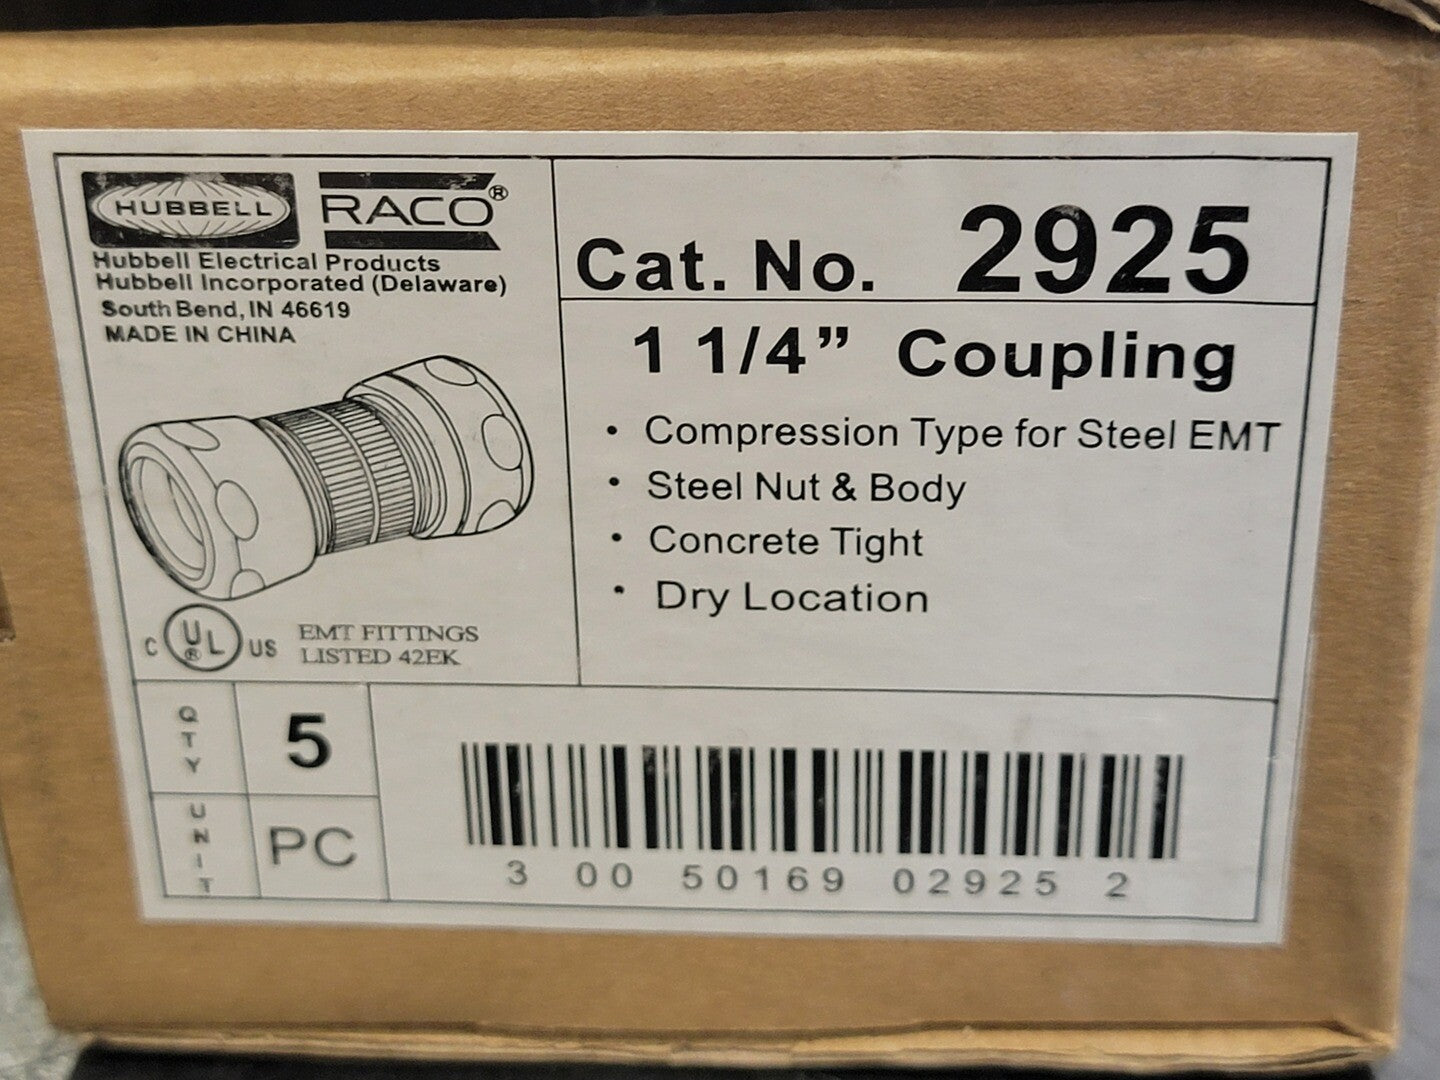 HUBBELL
RACO®
Hubbell Electrical Products
Hubbell Incorporated (Delaware)
South Bend, IN 46619
MADE IN CHINA
C UL® US
EMT FITTINGS
LISTED 42EK
Cat. No. 2925
1 1/4” Coupling
• Compression Type for Steel EMT
• Steel Nut & Body
• Concrete Tight
• Dry Location
QTY 5
UNIT PC
3 00 50169 02925 2